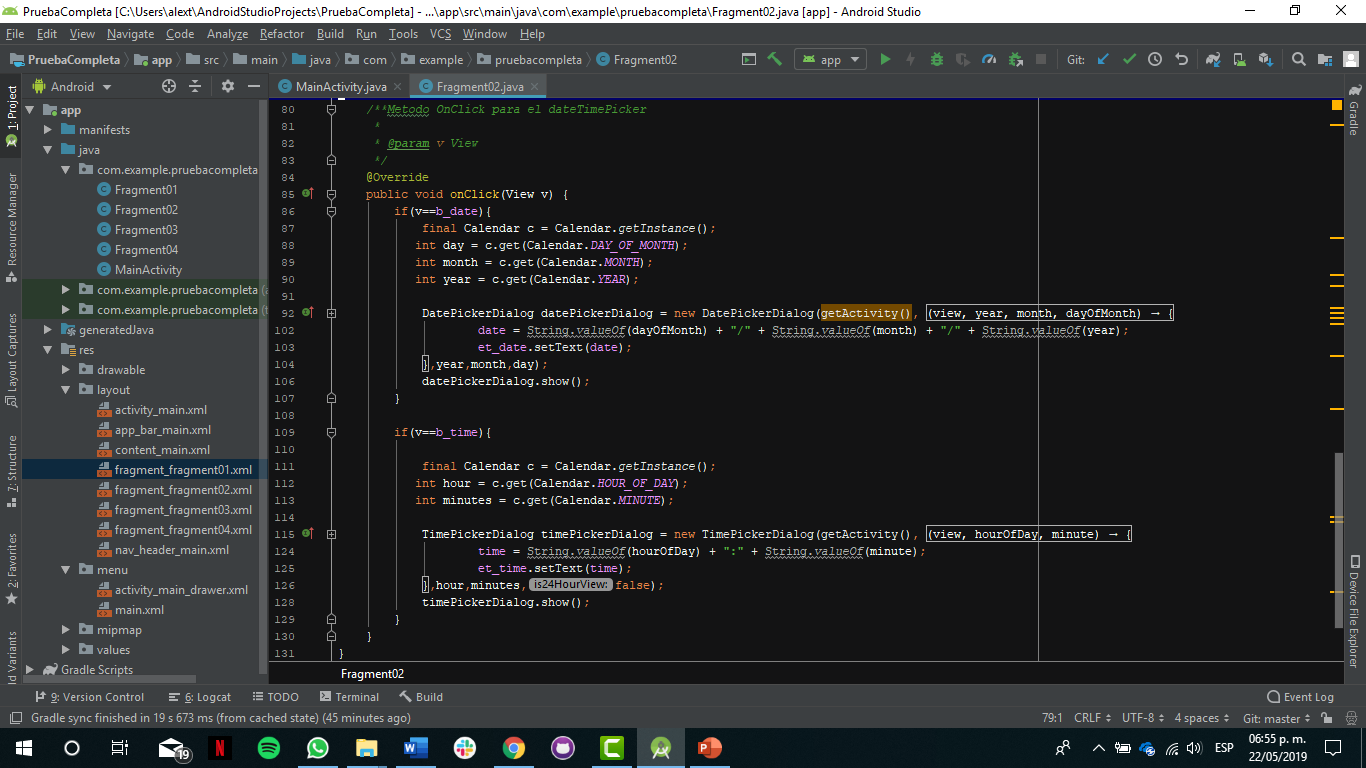 PruebaCompleta [C:\Users\alext\AndroidStudioProjects\PruebaCompleta] - ...\app\src\main\java\com\example\pruebacompleta\Fragment02.java [app] - Android Studio
File Edit View Navigate Code Analyze Refactor Build Run Tools VCS Window Help
PruebaCompleta app src main java com example pruebacompleta Fragment02 app Git:
Android MainActivity.java Fragment02.java
1: Project
Resource Manager
Layout Captures
7: Structure
2: Favorites
d Variants
app
manifests
java
com.example.pruebacompleta
Fragment01
Fragment02
Fragment03
Fragment04
MainActivity
com.example.pruebacompleta (
com.example.pruebacompleta (
generatedJava
res
drawable
layout
activity_main.xml
app_bar_main.xml
content_main.xml
fragment_fragment01.xml
fragment_fragment02.xml
fragment_fragment03.xml
fragment_fragment04.xml
nav_header_main.xml
menu
activity_main_drawer.xml
main.xml
mipmap
values
Gradle Scripts
80 /**Metodo OnClick para el dateTimePicker
81 *
82 * @param v View
83 */
84 @Override
85 public void onClick(View v) {
86 if(v==b_date){
87 final Calendar c = Calendar.getInstance();
88 int day = c.get(Calendar.DAY_OF_MONTH);
89 int month = c.get(Calendar.MONTH);
90 int year = c.get(Calendar.YEAR);
91
92 DatePickerDialog datePickerDialog = new DatePickerDialog(getActivity(), (view, year, month, dayOfMonth) → {
102 date = String.valueOf(dayOfMonth) + "/" + String.valueOf(month) + "/" + String.valueOf(year);
103 et_date.setText(date);
104 },year,month,day);
106 datePickerDialog.show();
107 }
108
109 if(v==b_time){
110
111 final Calendar c = Calendar.getInstance();
112 int hour = c.get(Calendar.HOUR_OF_DAY);
113 int minutes = c.get(Calendar.MINUTE);
114
115 TimePickerDialog timePickerDialog = new TimePickerDialog(getActivity(), (view, hourOfDay, minute) → {
124 time = String.valueOf(hourOfDay) + ":" + String.valueOf(minute);
125 et_time.setText(time);
126 },hour,minutes, is24HourView: false);
128 timePickerDialog.show();
129 }
130 }
131 }
Fragment02
Gradle
Device File Explorer
9: Version Control 6: Logcat TODO Terminal Build Event Log
Gradle sync finished in 19 s 673 ms (from cached state) (45 minutes ago) 79:1 CRLF UTF-8 4 spaces Git: master
19 N W P ESP 06:55 p. m.
22/05/2019